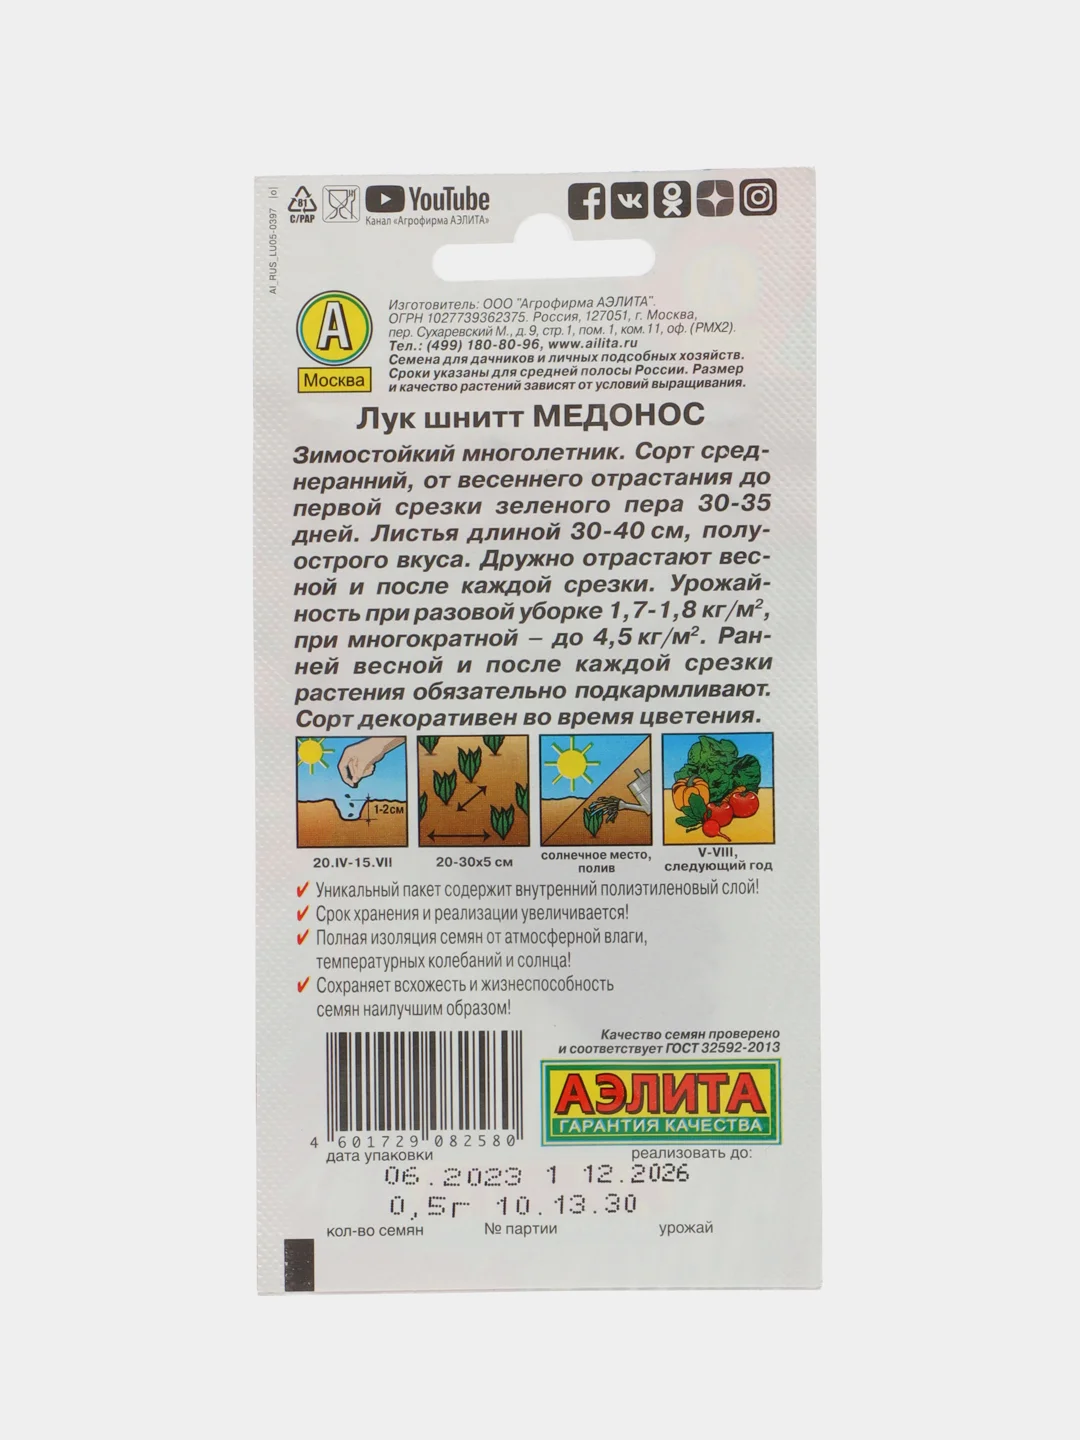 AI_RUS_LU05-0397 |o|
81
C/PAP
YouTube
Канал «Агрофирма АЭЛИТА»
А
Москва
Изготовитель: ООО "Агрофирма АЭЛИТА".
ОГРН 1027739362375. Россия, 127051, г. Москва,
пер. Сухаревский М., д. 9, стр. 1, пом. 1, ком. 11, оф. (РМХ2).
Тел.: (499) 180-80-96, www.ailita.ru
Семена для дачников и личных подсобных хозяйств.
Сроки указаны для средней полосы России. Размер
и качество растений зависят от условий выращивания.
Лук шнитт МЕДОНОС
Зимостойкий многолетник. Сорт сред-
неранний, от весеннего отрастания до
первой срезки зеленого пера 30-35
дней. Листья длиной 30-40 см, полу-
острого вкуса. Дружно отрастают вес-
ной и после каждой срезки. Урожай-
ность при разовой уборке 1,7-1,8 кг/м²,
при многократной – до 4,5 кг/м². Ран-
ней весной и после каждой срезки
растения обязательно подкармливают.
Сорт декоративен во время цветения.
1-2см
20.IV-15.VII
20-30x5 см
солнечное место,
полив
V-VIII,
следующий год
Уникальный пакет содержит внутренний полиэтиленовый слой!
Срок хранения и реализации увеличивается!
Полная изоляция семян от атмосферной влаги,
температурных колебаний и солнца!
Сохраняет всхожесть и жизнеспособность
семян наилучшим образом!
Качество семян проверено
и соответствует ГОСТ 32592-2013
АЭЛИТА
ГАРАНТИЯ КАЧЕСТВА
4 601729 082580
дата упаковки
реализовать до:
06.2023 1 12.2026
0,5г 10.13.30
кол-во семян
№ партии
урожай